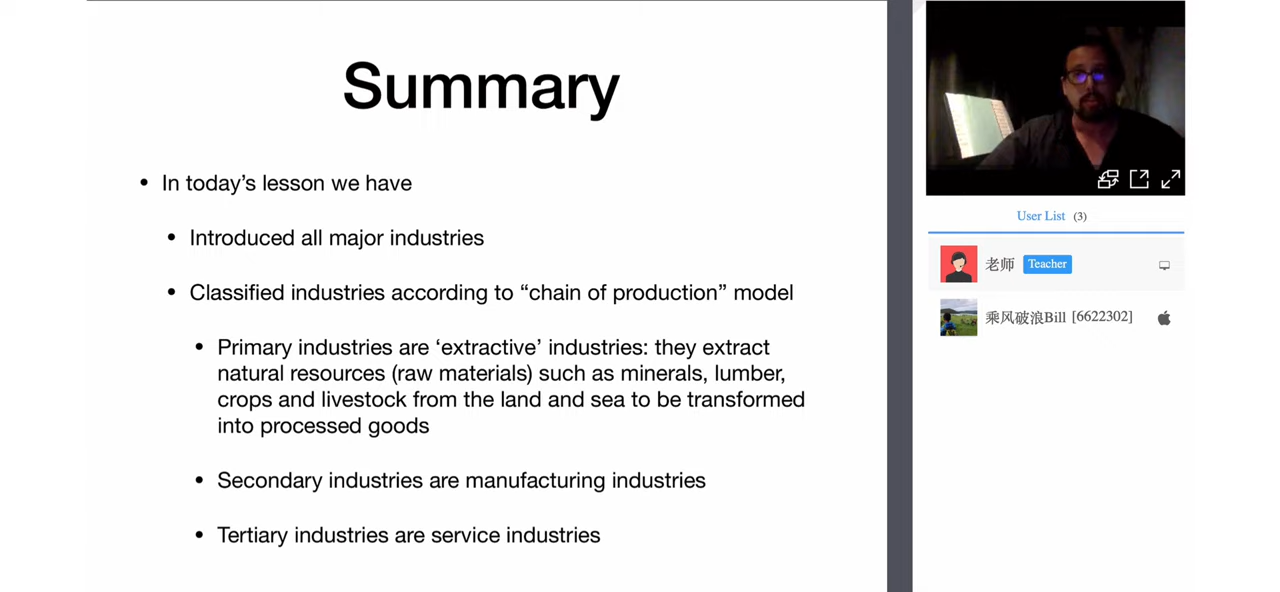 Summary
• In today’s lesson we have
• Introduced all major industries
• Classified industries according to “chain of production” model
• Primary industries are ‘extractive’ industries: they extract
natural resources (raw materials) such as minerals, lumber,
crops and livestock from the land and sea to be transformed
into processed goods
• Secondary industries are manufacturing industries
• Tertiary industries are service industries
User List (3)
老师 Teacher
乘风破浪Bill [6622302]